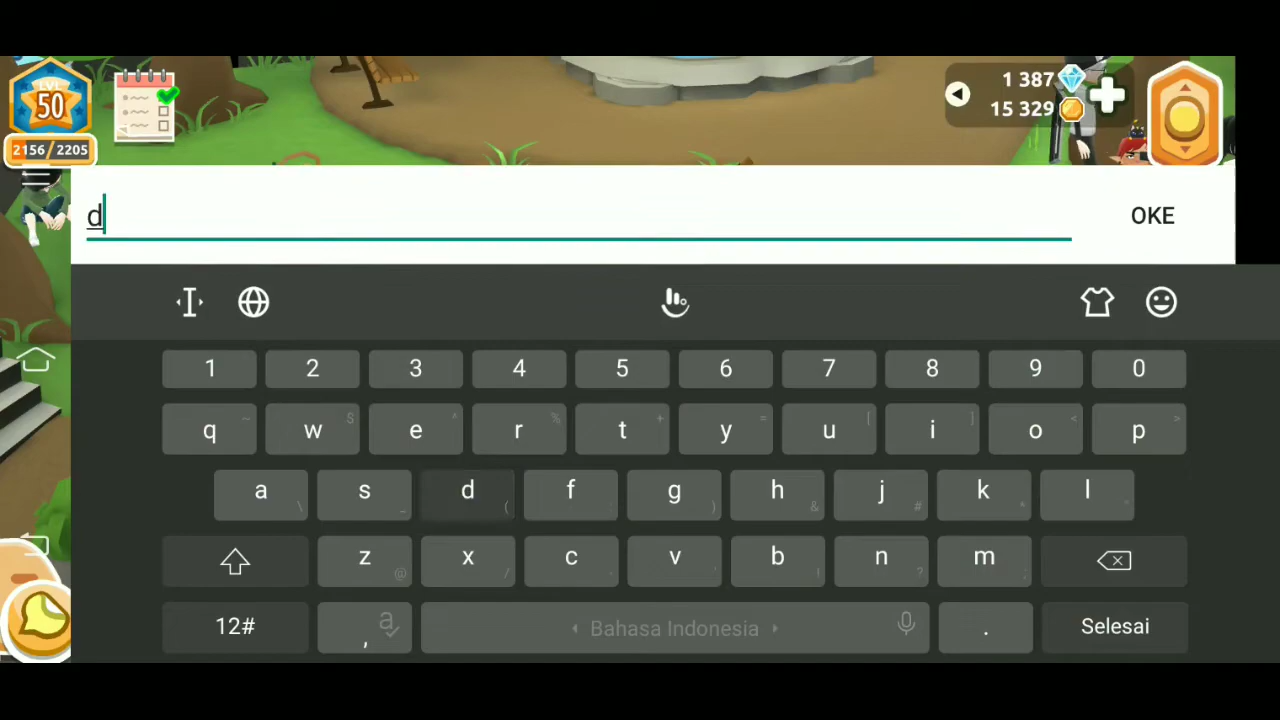 LVL
50
2156 / 2205
1 387
15 329
d
OKE
1 2 3 4 5 6 7 8 9 0
q w e r t y u i o p
a s d f g h j k l
z x c v b n m
12# , Bahasa Indonesia . Selesai